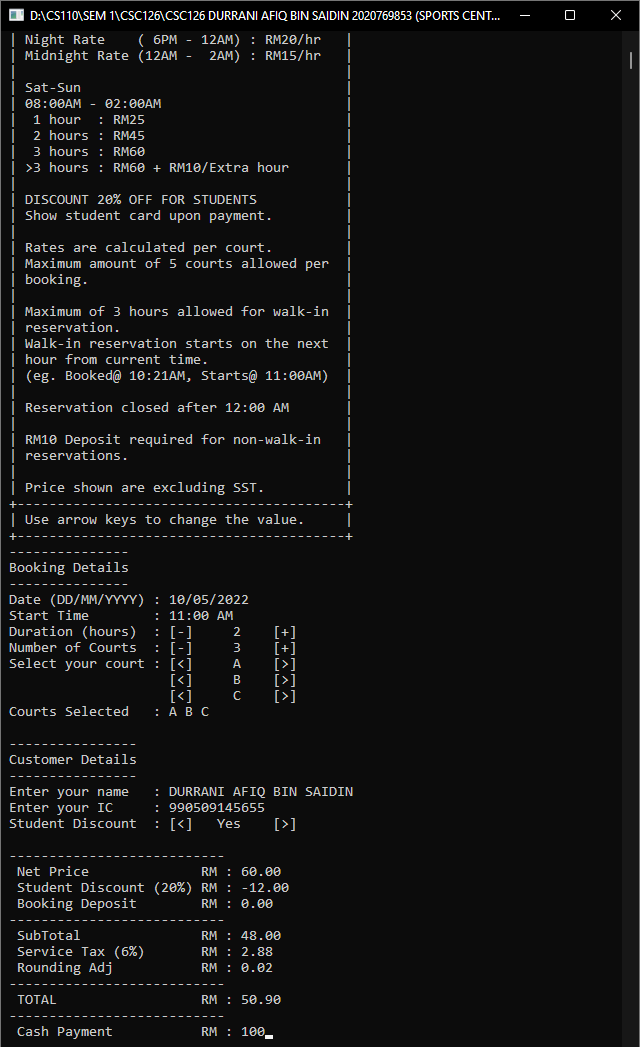 D:\CS110\SEM 1\CSC126\CSC126 DURRANI AFIQ BIN SAIDIN 2020769853 (SPORTS CENT...
| Night Rate    ( 6PM - 12AM) : RM20/hr   |
| Midnight Rate (12AM -  2AM) : RM15/hr   |
|                                         |
| Sat-Sun                                 |
| 08:00AM - 02:00AM                       |
|  1 hour  : RM25                         |
|  2 hours : RM45                         |
|  3 hours : RM60                         |
| >3 hours : RM60 + RM10/Extra hour       |
|                                         |
| DISCOUNT 20% OFF FOR STUDENTS           |
| Show student card upon payment.         |
|                                         |
| Rates are calculated per court.         |
| Maximum amount of 5 courts allowed per  |
| booking.                                |
|                                         |
| Maximum of 3 hours allowed for walk-in  |
| reservation.                            |
| Walk-in reservation starts on the next  |
| hour from current time.                 |
| (eg. Booked@ 10:21AM, Starts@ 11:00AM)  |
|                                         |
| Reservation closed after 12:00 AM       |
|                                         |
| RM10 Deposit required for non-walk-in   |
| reservations.                           |
|                                         |
| Price shown are excluding SST.          |
+-----------------------------------------+
| Use arrow keys to change the value.     |
+-----------------------------------------+
---------------
Booking Details
---------------
Date (DD/MM/YYYY) : 10/05/2022
Start Time        : 11:00 AM
Duration (hours)  : [-]     2    [+]
Number of Courts  : [-]     3    [+]
Select your court : [<]     A    [>]
                    [<]     B    [>]
                    [<]     C    [>]
Courts Selected   : A B C

----------------
Customer Details
----------------
Enter your name   : DURRANI AFIQ BIN SAIDIN
Enter your IC     : 990509145655
Student Discount  : [<]   Yes    [>]

---------------------------
 Net Price              RM : 60.00
 Student Discount (20%) RM : -12.00
 Booking Deposit        RM : 0.00
---------------------------
 SubTotal               RM : 48.00
 Service Tax (6%)       RM : 2.88
 Rounding Adj           RM : 0.02
---------------------------
 TOTAL                  RM : 50.90
---------------------------
 Cash Payment           RM : 100_